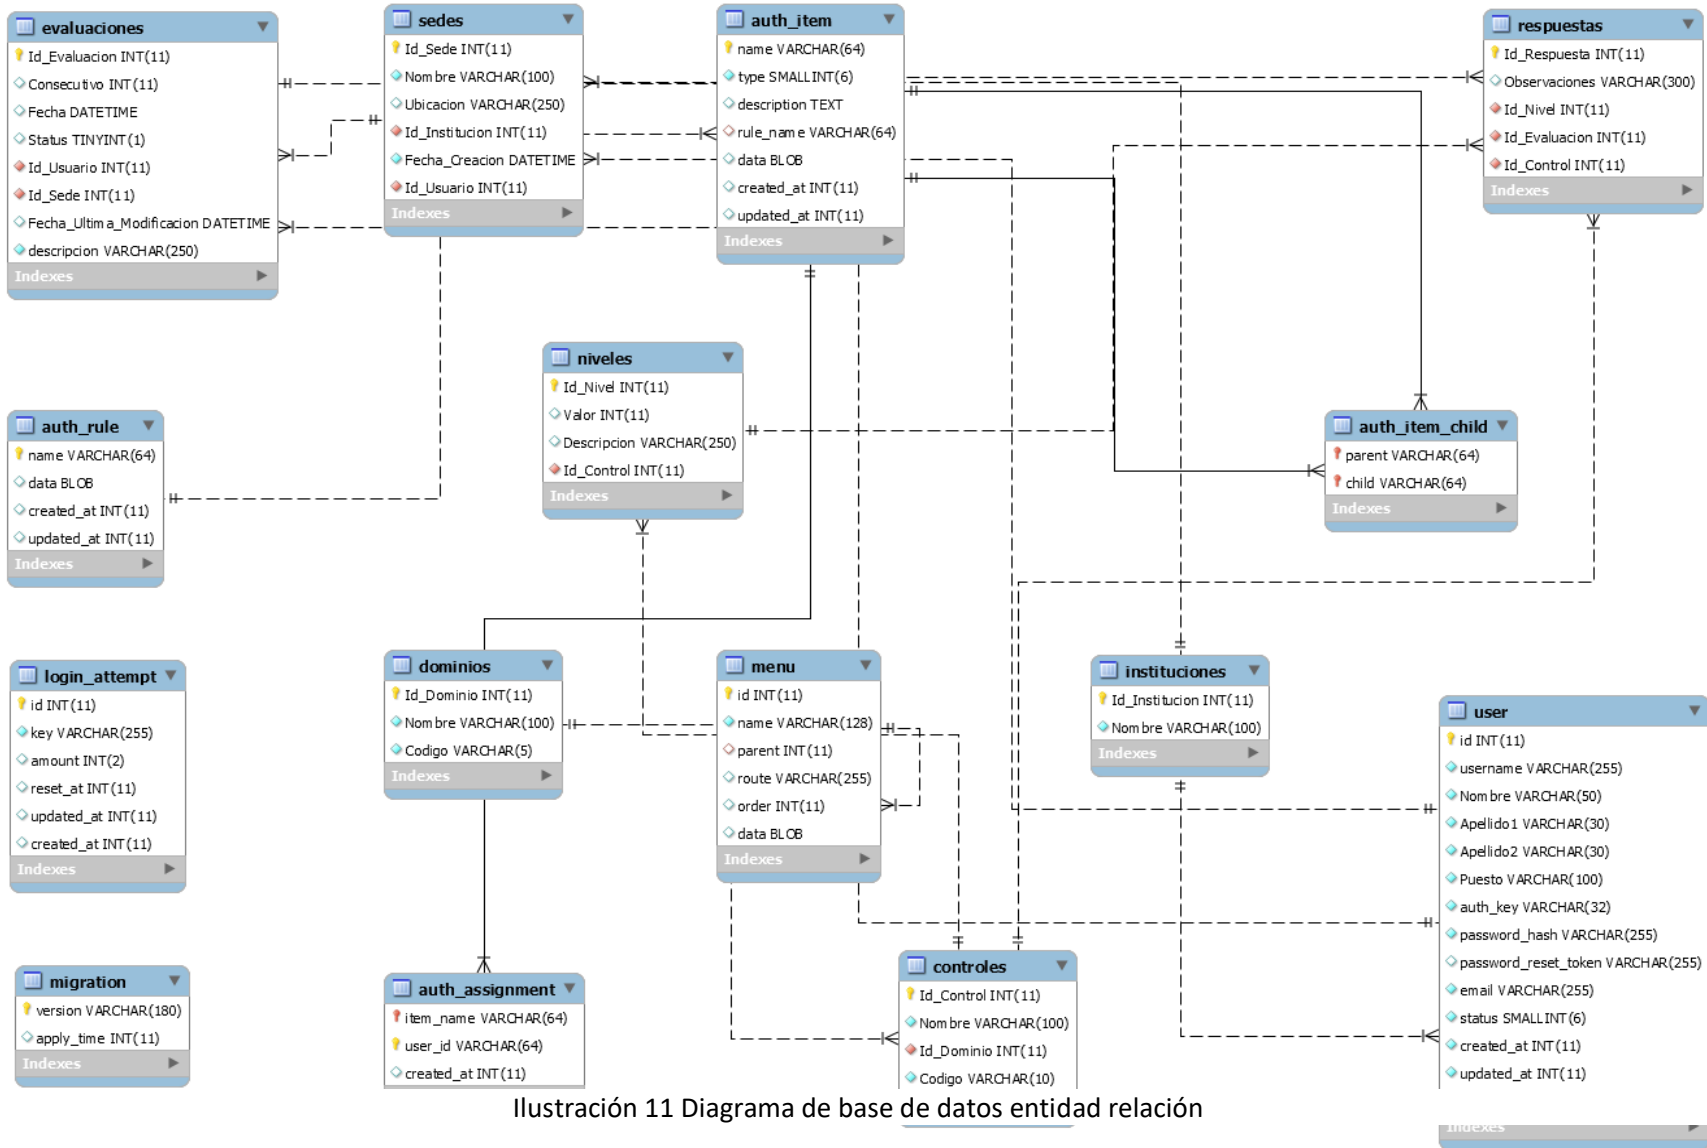 evaluaciones
Id_Evaluacion INT(11)
Consecutivo INT(11)
Fecha DATETIME
Status TINYINT(1)
Id_Usuario INT(11)
Id_Sede INT(11)
Fecha_Ultima_Modificacion DATETIME
descripcion VARCHAR(250)
Indexes
sedes
Id_Sede INT(11)
Nombre VARCHAR(100)
Ubicacion VARCHAR(250)
Id_Institucion INT(11)
Fecha_Creacion DATETIME
Id_Usuario INT(11)
Indexes
auth_item
name VARCHAR(64)
type SMALLINT(6)
description TEXT
rule_name VARCHAR(64)
data BLOB
created_at INT(11)
updated_at INT(11)
Indexes
respuestas
Id_Respuesta INT(11)
Observaciones VARCHAR(300)
Id_Nivel INT(11)
Id_Evaluacion INT(11)
Id_Control INT(11)
Indexes
niveles
Id_Nivel INT(11)
Valor INT(11)
Descripcion VARCHAR(250)
Id_Control INT(11)
Indexes
auth_rule
name VARCHAR(64)
data BLOB
created_at INT(11)
updated_at INT(11)
Indexes
auth_item_child
parent VARCHAR(64)
child VARCHAR(64)
Indexes
login_attempt
id INT(11)
key VARCHAR(255)
amount INT(2)
reset_at INT(11)
updated_at INT(11)
created_at INT(11)
Indexes
dominios
Id_Dominio INT(11)
Nombre VARCHAR(100)
Codigo VARCHAR(5)
Indexes
menu
id INT(11)
name VARCHAR(128)
parent INT(11)
route VARCHAR(255)
order INT(11)
data BLOB
Indexes
instituciones
Id_Institucion INT(11)
Nombre VARCHAR(100)
Indexes
user
id INT(11)
username VARCHAR(255)
Nombre VARCHAR(50)
Apellido1 VARCHAR(30)
Apellido2 VARCHAR(30)
Puesto VARCHAR(100)
auth_key VARCHAR(32)
password_hash VARCHAR(255)
password_reset_token VARCHAR(255)
email VARCHAR(255)
status SMALLINT(6)
created_at INT(11)
updated_at INT(11)
Indexes
migration
version VARCHAR(180)
apply_time INT(11)
Indexes
auth_assignment
item_name VARCHAR(64)
user_id VARCHAR(64)
created_at INT(11)
controles
Id_Control INT(11)
Nombre VARCHAR(100)
Id_Dominio INT(11)
Codigo VARCHAR(10)
Ilustración 11 Diagrama de base de datos entidad relación